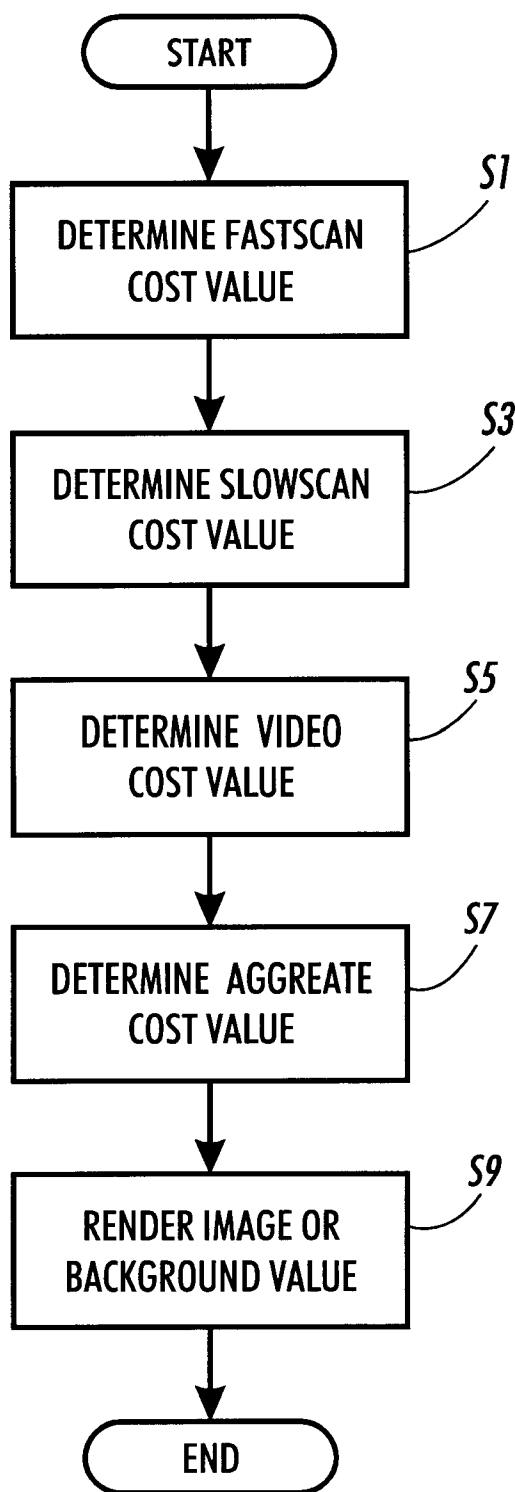 START
S1
DETERMINE FASTSCAN
COST VALUE
S3
DETERMINE SLOWSCAN
COST VALUE
S5
DETERMINE VIDEO
COST VALUE
S7
DETERMINE AGGREATE
COST VALUE
S9
RENDER IMAGE OR
BACKGROUND VALUE
END